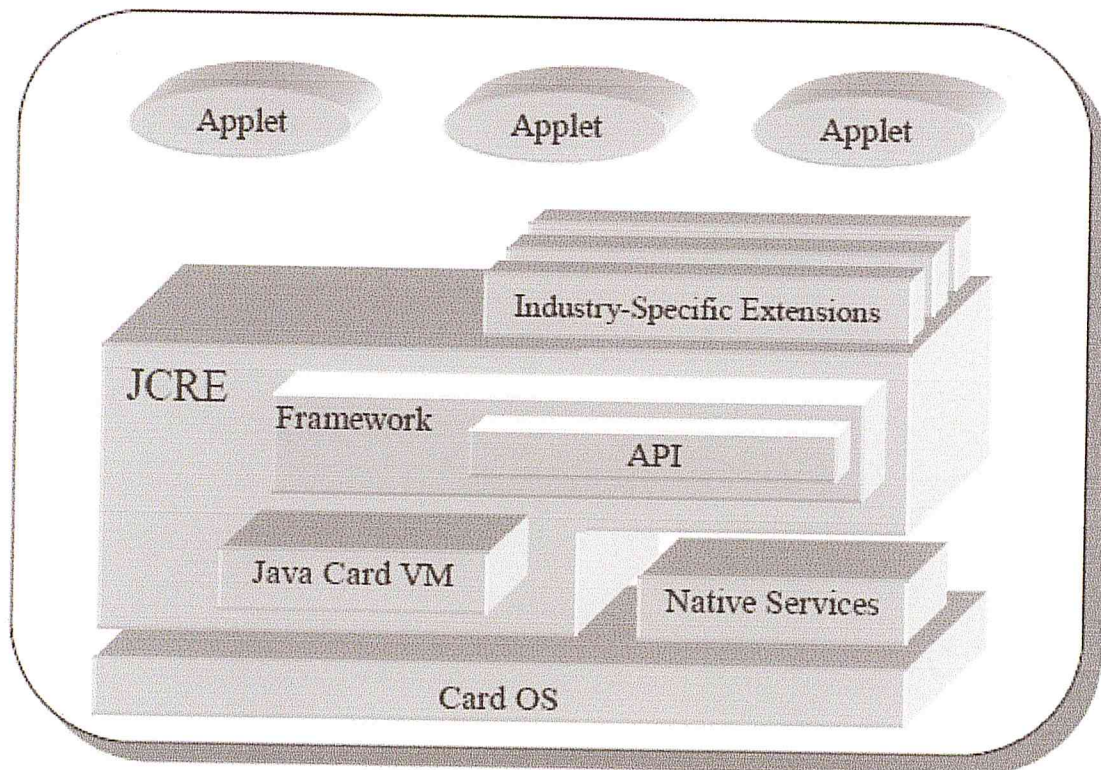 Applet
Applet
Applet
Industry-Specific Extensions
JCRE
Framework
API
Java Card VM
Native Services
Card OS